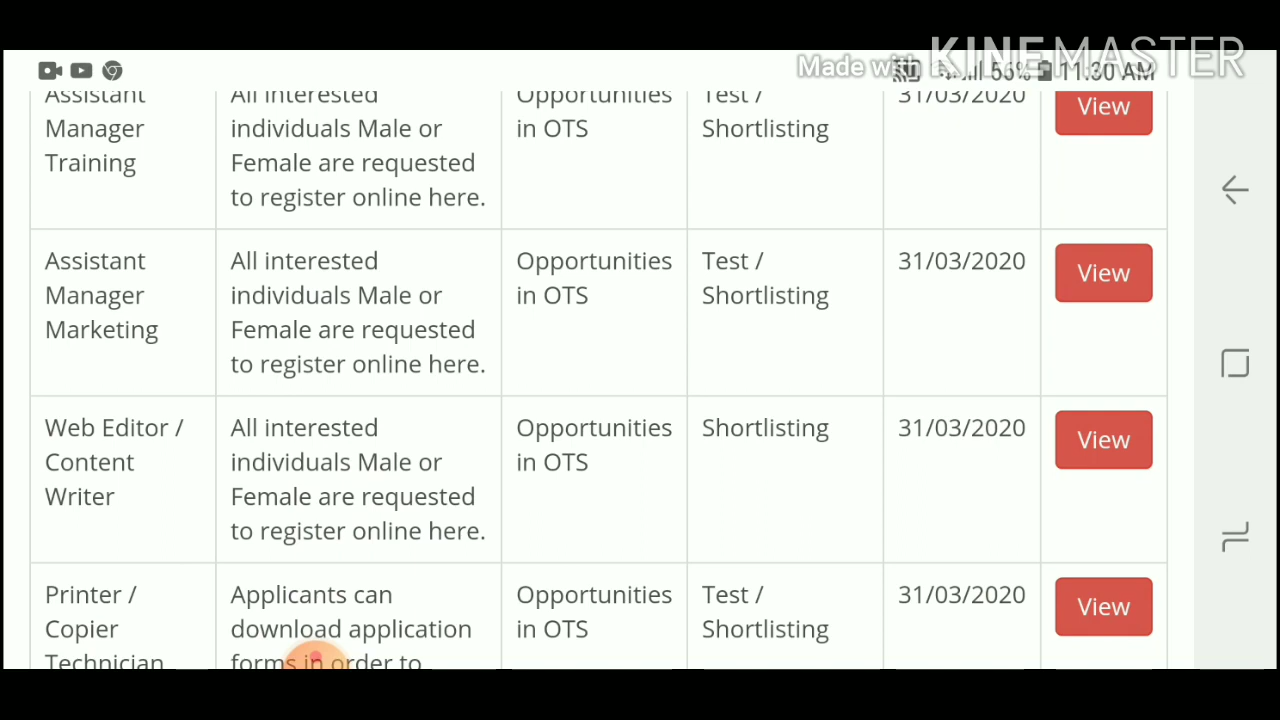 Made with KINEMASTER
56% 11:30 AM
Assistant Manager Training
All interested individuals Male or Female are requested to register online here.
Opportunities in OTS
Test / Shortlisting
31/03/2020
View
Assistant
Manager
Marketing
All interested
individuals Male or
Female are requested
to register online here.
Opportunities
in OTS
Test /
Shortlisting
31/03/2020
View
Web Editor /
Content
Writer
All interested
individuals Male or
Female are requested
to register online here.
Opportunities
in OTS
Shortlisting
31/03/2020
View
Printer /
Copier
Technician
Applicants can
download application
forms in order to
Opportunities
in OTS
Test /
Shortlisting
31/03/2020
View